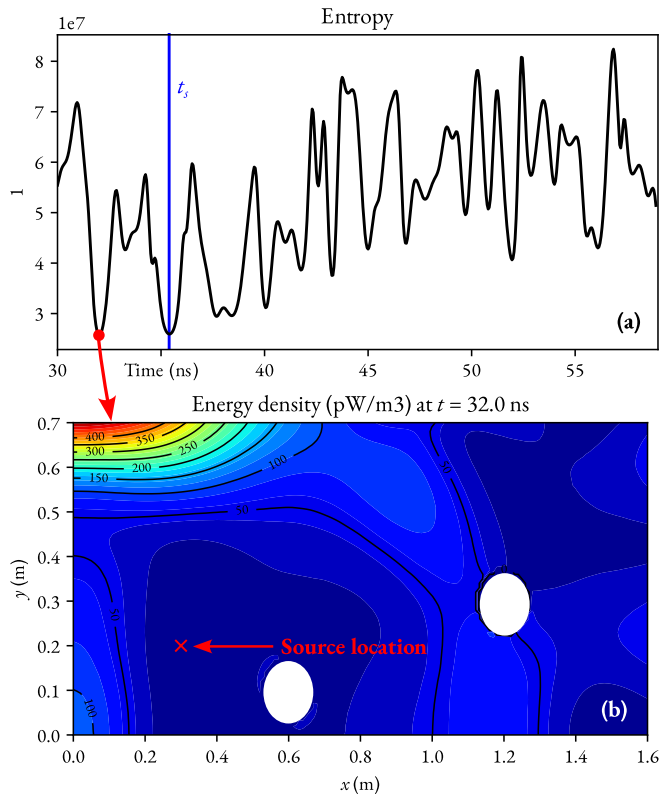 Entropy
1e7
8
7
6
5
4
3
1
t_s
(a)
30 Time (ns) 40 45 50 55
Energy density (pW/m3) at t = 32.0 ns
0.7
0.6
0.5
0.4
0.3
0.2
0.1
0.0
y (m)
400 350
300 250
200
150
100
50
50
50
100
Source location
(b)
0.0 0.2 0.4 0.6 0.8 1.0 1.2 1.4 1.6
x (m)